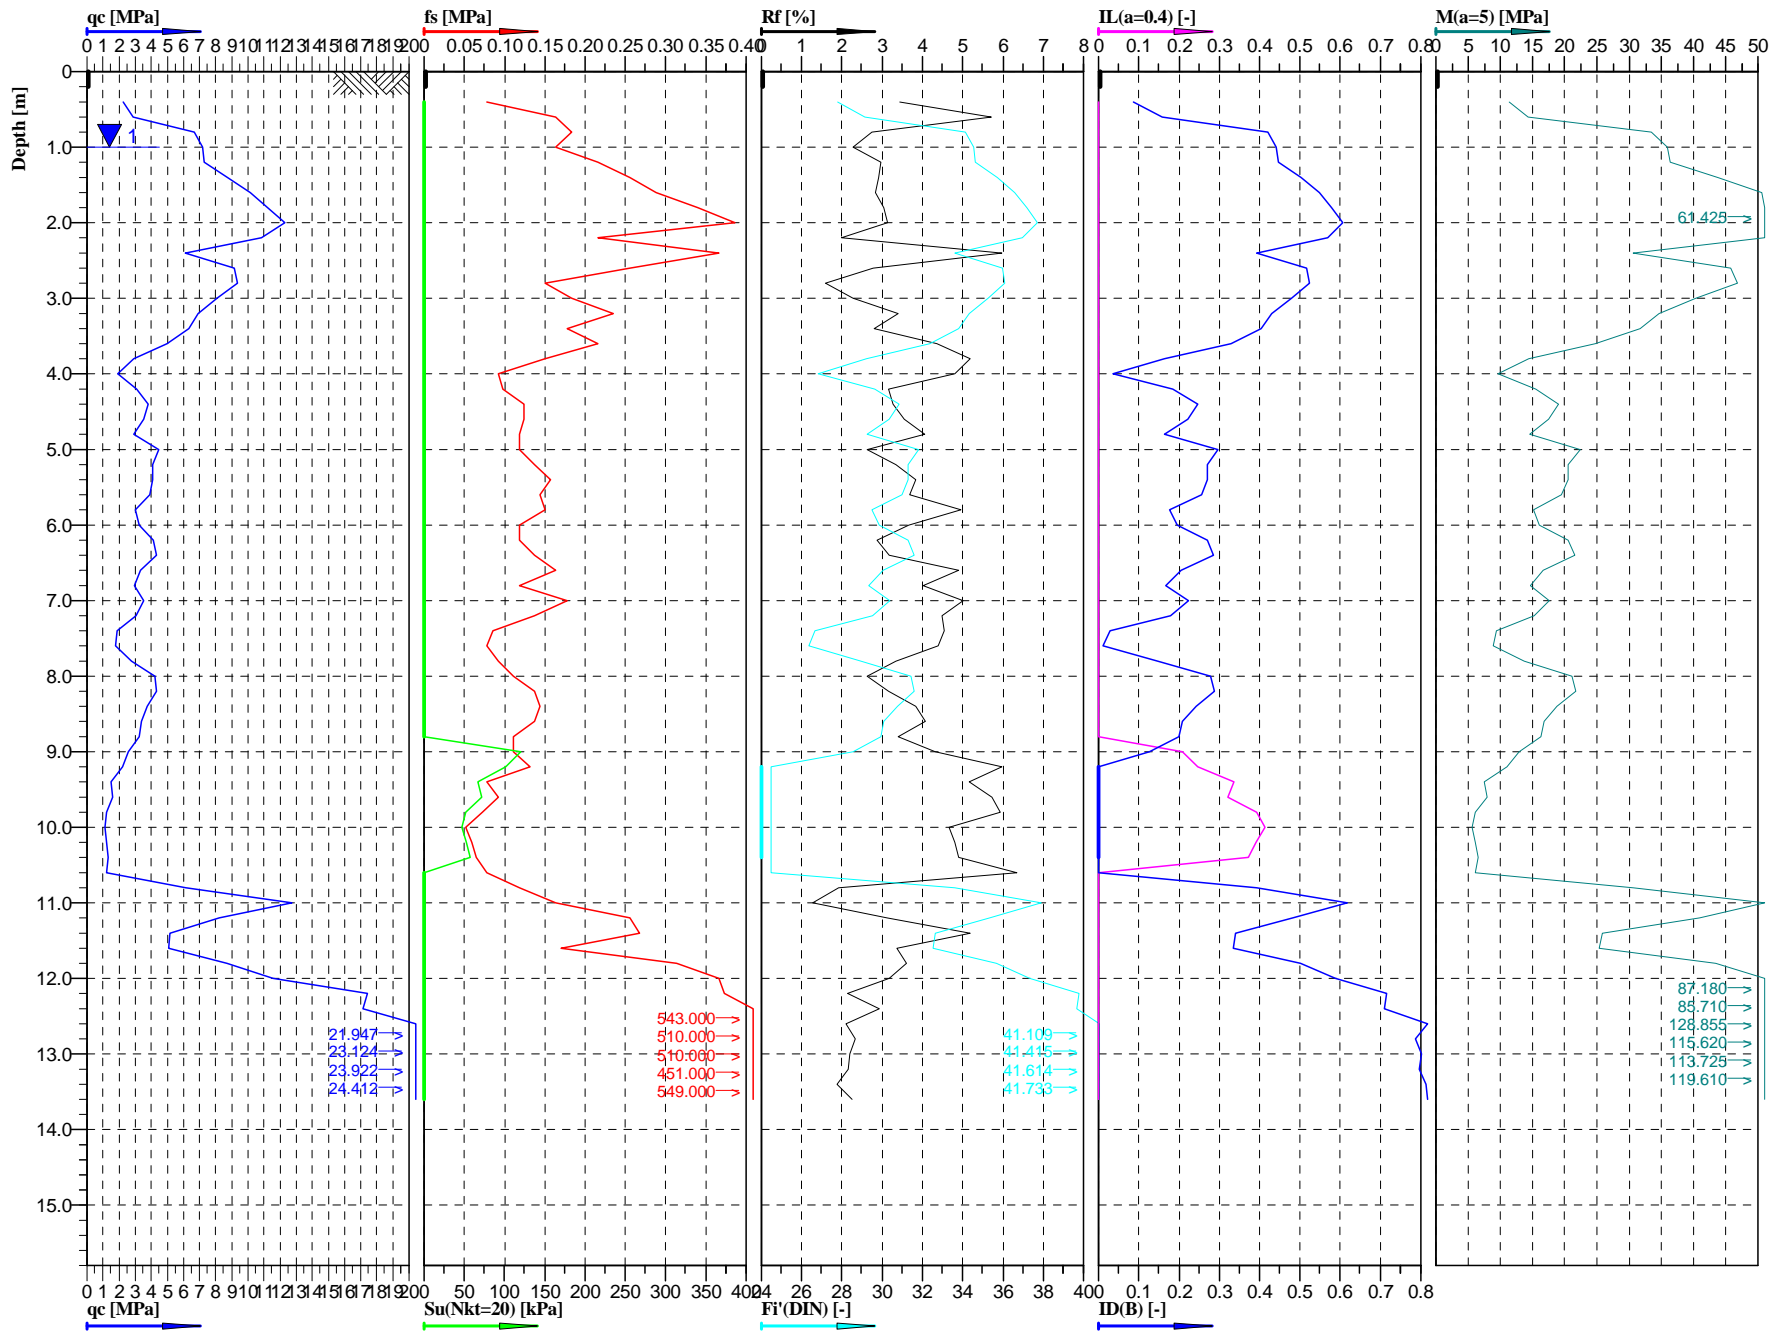 qc [MPa]
fs [MPa]
Rf [%]
IL(a=0.4) [-]
M(a=5) [MPa]
0 1 2 3 4 5 6 7 8 9 10 11 12 13 14 15 16 17 18 19 20
0 0.05 0.10 0.15 0.20 0.25 0.30 0.35 0.40
0 1 2 3 4 5 6 7 8
0 0.1 0.2 0.3 0.4 0.5 0.6 0.7 0.8
0 5 10 15 20 25 30 35 40 45 50
Depth [m]
0
1
1.0
2.0
61.425
3.0
4.0
5.0
6.0
7.0
8.0
9.0
10.0
11.0
12.0
87.180
85.710
543.000
128.855
21.947
510.000
41.109
115.620
13.0
23.124
510.000
41.415
113.725
23.922
451.000
41.614
119.610
24.412
549.000
41.733
14.0
15.0
0 1 2 3 4 5 6 7 8 9 10 11 12 13 14 15 16 17 18 19 20
0 50 100 150 200 250 300 350 400
24 26 28 30 32 34 36 38 40
0 0.1 0.2 0.3 0.4 0.5 0.6 0.7 0.8
qc [MPa]
Su(Nkt=20) [kPa]
Fi'(DIN) [-]
ID(B) [-]